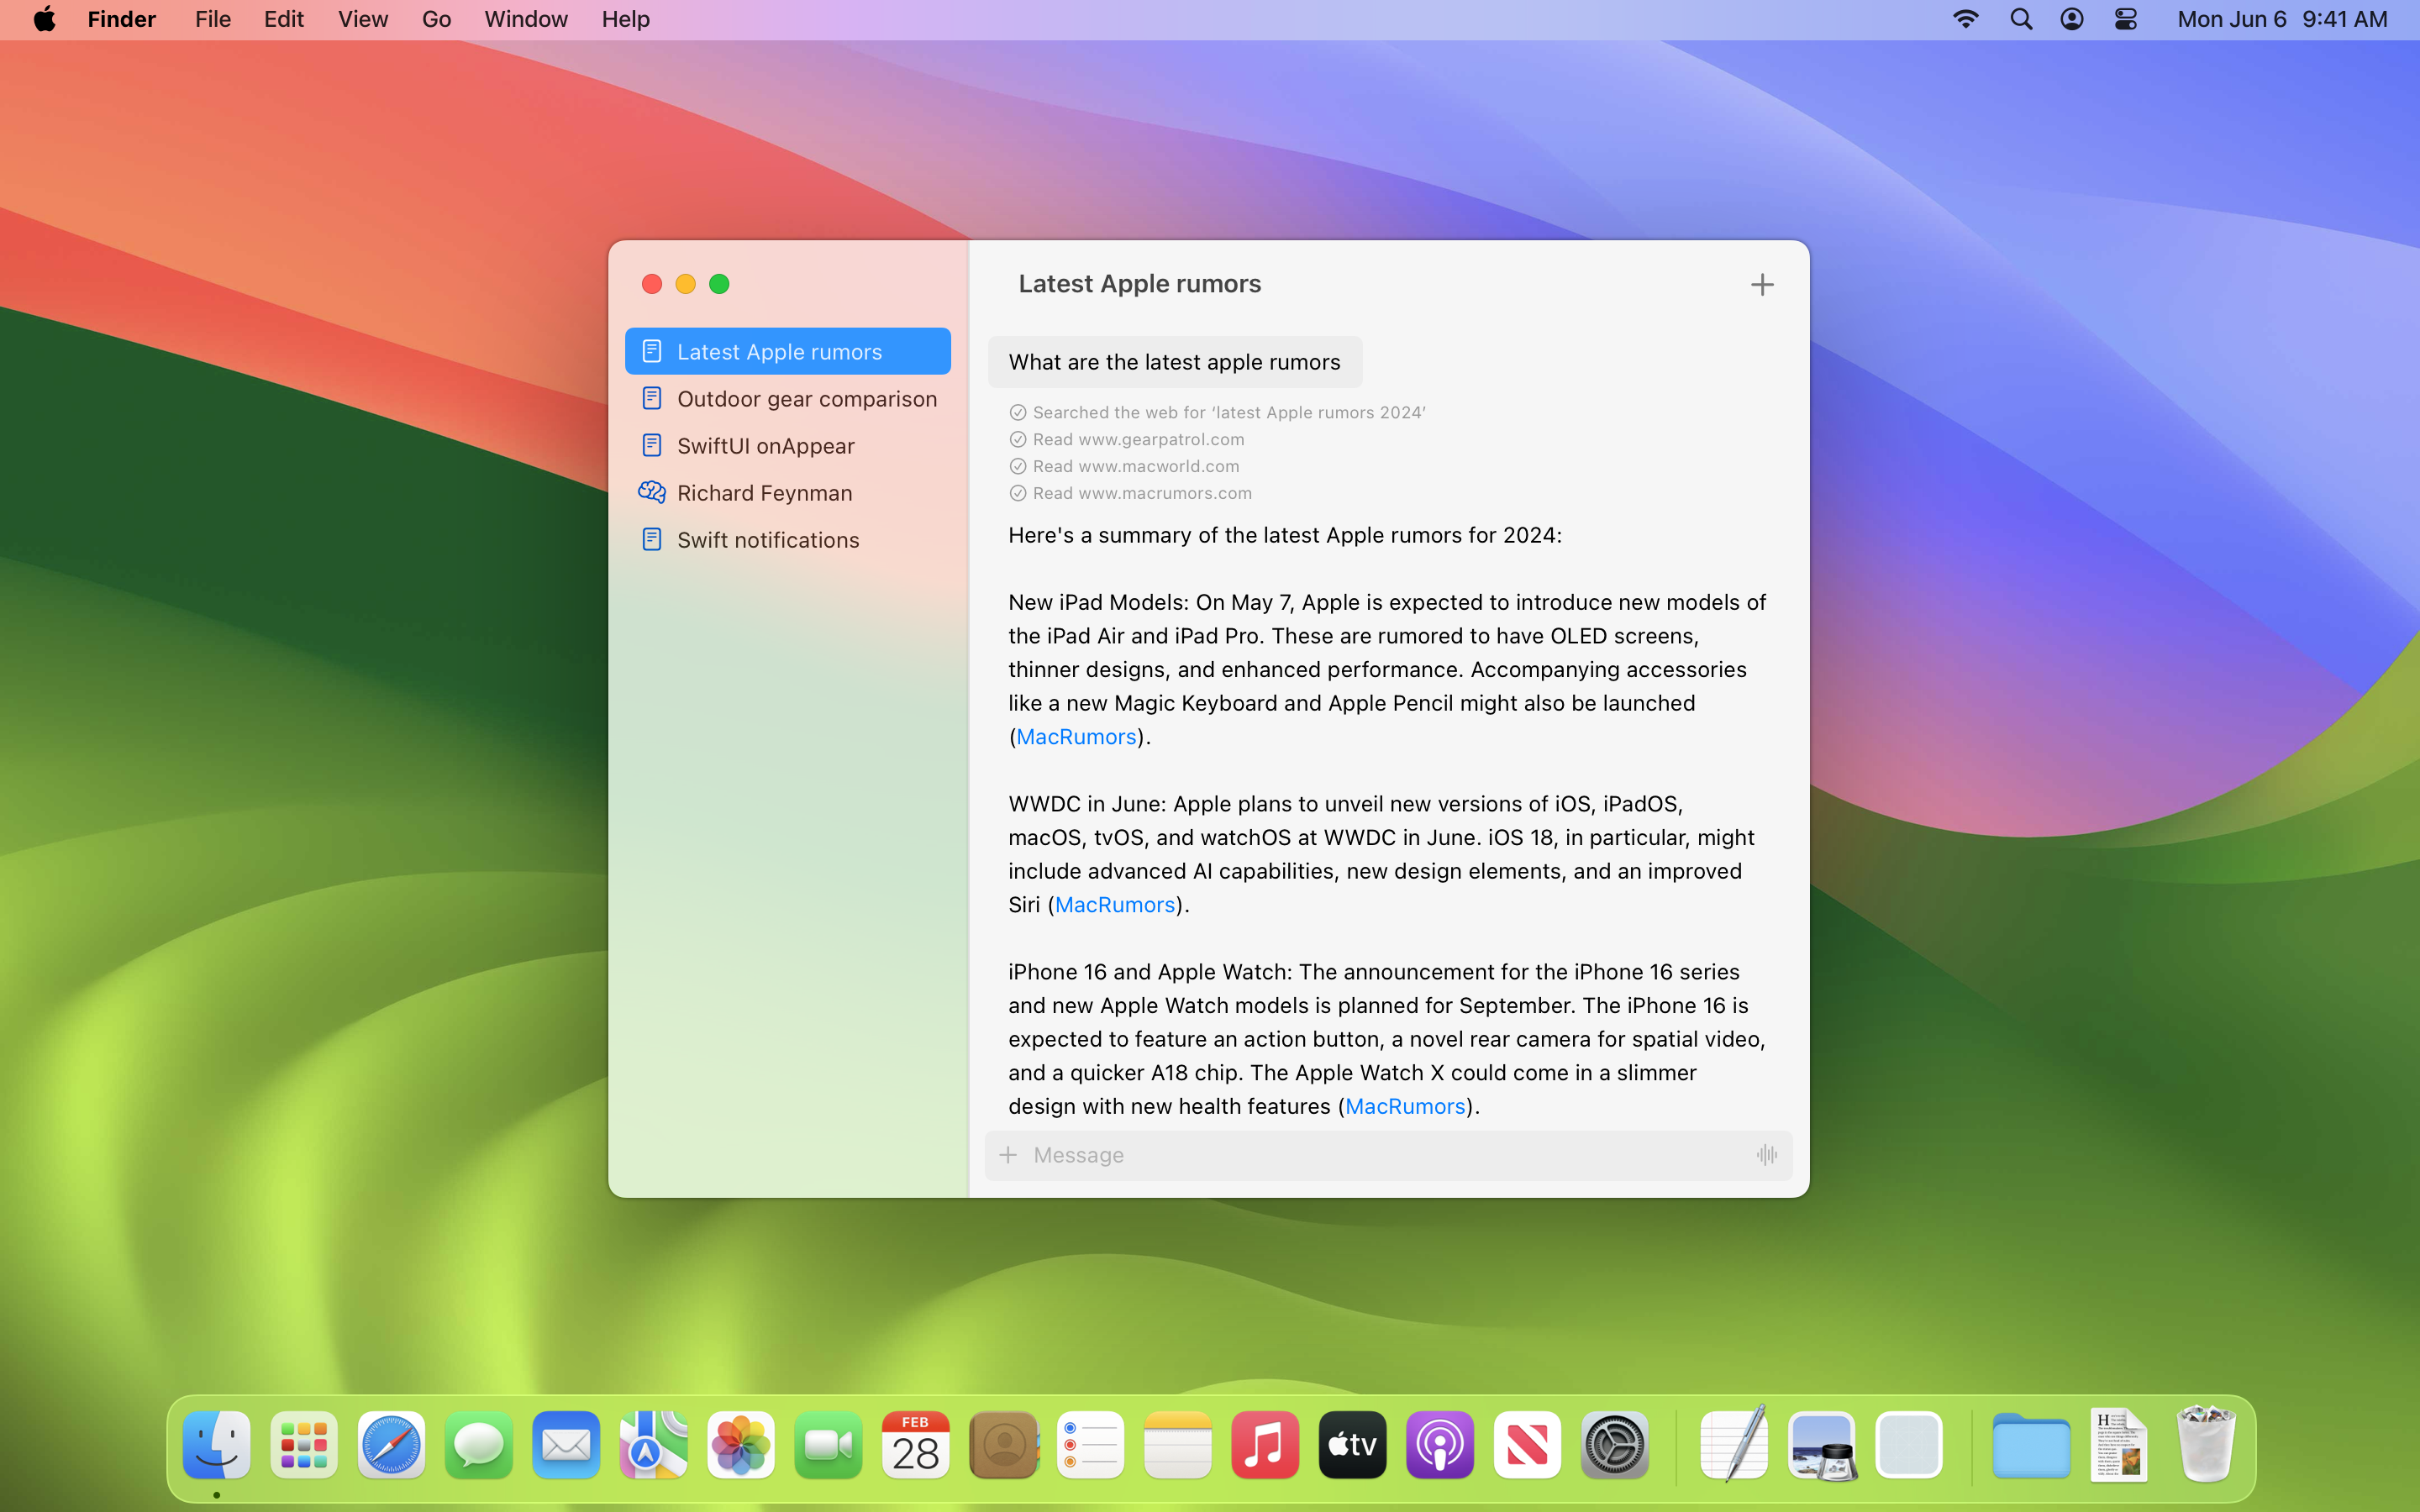 Finder File Edit View Go Window Help Mon Jun 6 9:41 AM
Latest Apple rumors
Outdoor gear comparison
SwiftUI onAppear
Richard Feynman
Swift notifications
Latest Apple rumors
What are the latest apple rumors
Searched the web for ‘latest Apple rumors 2024’
Read www.gearpatrol.com
Read www.macworld.com
Read www.macrumors.com
Here's a summary of the latest Apple rumors for 2024:
New iPad Models: On May 7, Apple is expected to introduce new models of
the iPad Air and iPad Pro. These are rumored to have OLED screens,
thinner designs, and enhanced performance. Accompanying accessories
like a new Magic Keyboard and Apple Pencil might also be launched
(MacRumors).
WWDC in June: Apple plans to unveil new versions of iOS, iPadOS,
macOS, tvOS, and watchOS at WWDC in June. iOS 18, in particular, might
include advanced AI capabilities, new design elements, and an improved
Siri (MacRumors).
iPhone 16 and Apple Watch: The announcement for the iPhone 16 series
and new Apple Watch models is planned for September. The iPhone 16 is
expected to feature an action button, a novel rear camera for spatial video,
and a quicker A18 chip. The Apple Watch X could come in a slimmer
design with new health features (MacRumors).
Message
FEB
28
tv